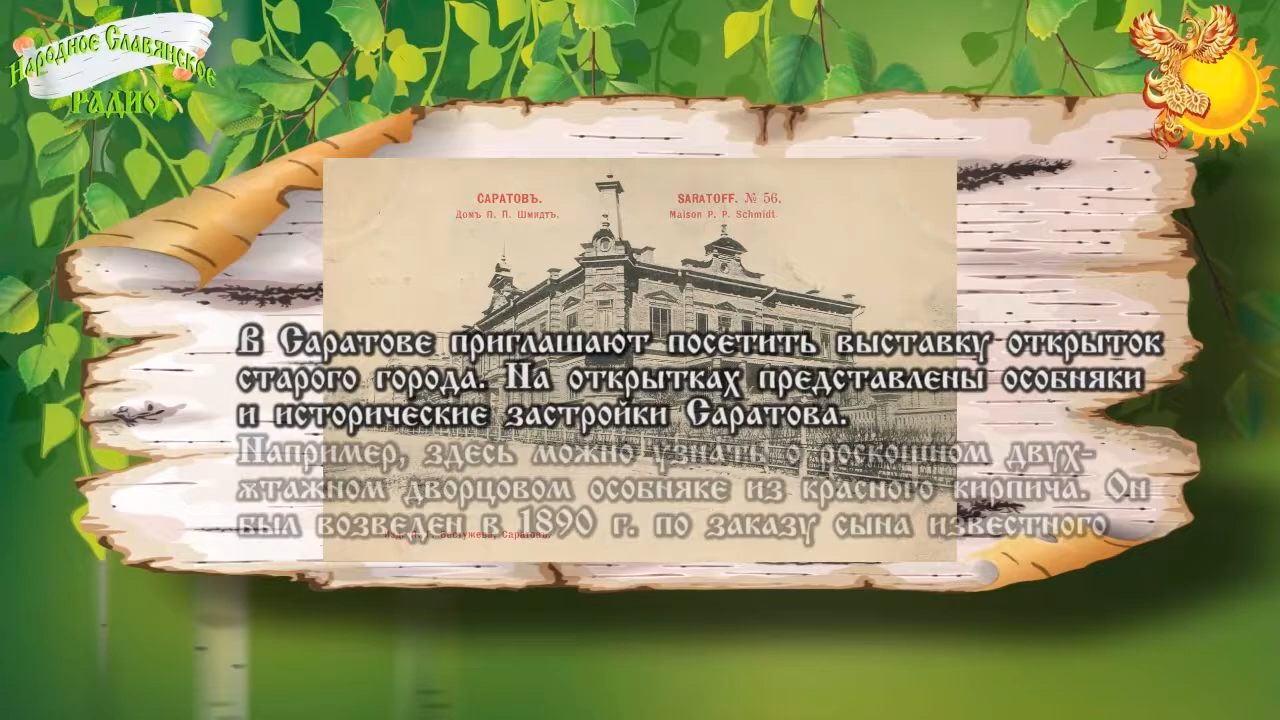 Народное Славянское
РАДИО
САРАТОВЪ.
Домъ П. П. Шмидтъ.
SARATOFF. № 56.
Maison P. P. Schmidt
В Саратове приглашают посетить выставку открыток
старого города. На открытках представлены особняки
и исторические застройки Саратова.
Например, здесь можно узнать о роскошном двух-
этажном дворцовом особняке из красного кирпича. Он
был возведен в 1890 г. по заказу сына известного
Саратовъ.